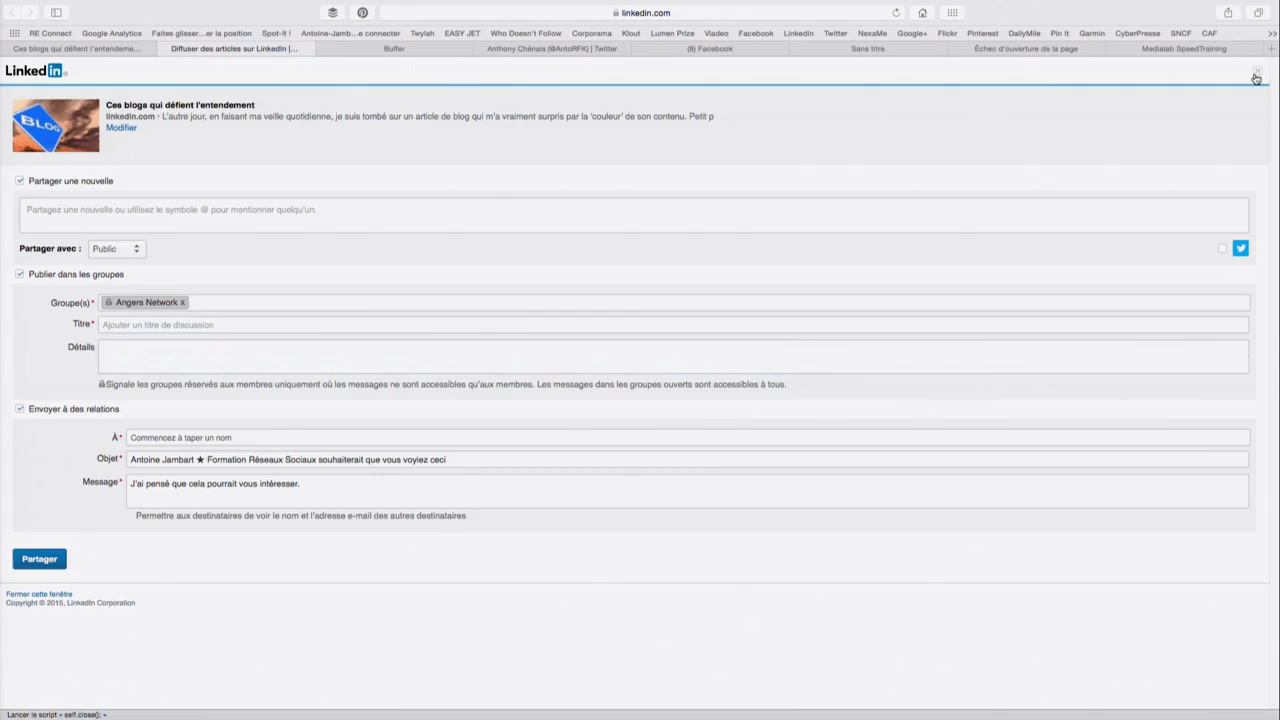 linkedin.com
RE Connect Google Analytics Faites glisser...er la position Spot-It ! Antoine-Jamb...e connecter Twylah EASY JET Who Doesn't Follow Corporama Klout Lumen Prize Viadeo Facebook LinkedIn Twitter NexaMe Google+ Flickr Pinterest DailyMile Pin It Garmin CyberPresse SNCF CAF
Ces blogs qui défient l'entendeme... Diffuser des articles sur LinkedIn |... Buffer Anthony Chénais (@AntoRFK) | Twitter (8) Facebook Sans titre Échec d'ouverture de la page Medialab SpeedTraining
Linked in
BLOG
Ces blogs qui défient l'entendement
linkedin.com - L'autre jour, en faisant ma veille quotidienne, je suis tombé sur un article de blog qui m'a vraiment surpris par la 'couleur' de son contenu. Petit p
Modifier
Partager une nouvelle
Partagez une nouvelle ou utilisez le symbole @ pour mentionner quelqu'un.
Partager avec : Public
Publier dans les groupes
Groupe(s)* Angers Network x
Titre* Ajouter un titre de discussion
Détails
Signale les groupes réservés aux membres uniquement où les messages ne sont accessibles qu'aux membres. Les messages dans les groupes ouverts sont accessibles à tous.
Envoyer à des relations
À* Commencez à taper un nom
Objet* Antoine Jambart ★ Formation Réseaux Sociaux souhaiterait que vous voyiez ceci
Message* J'ai pensé que cela pourrait vous intéresser.
Permettre aux destinataires de voir le nom et l'adresse e-mail des autres destinataires
Partager
Fermer cette fenêtre
Copyright © 2015, LinkedIn Corporation
Lancer le script « self.close(); »